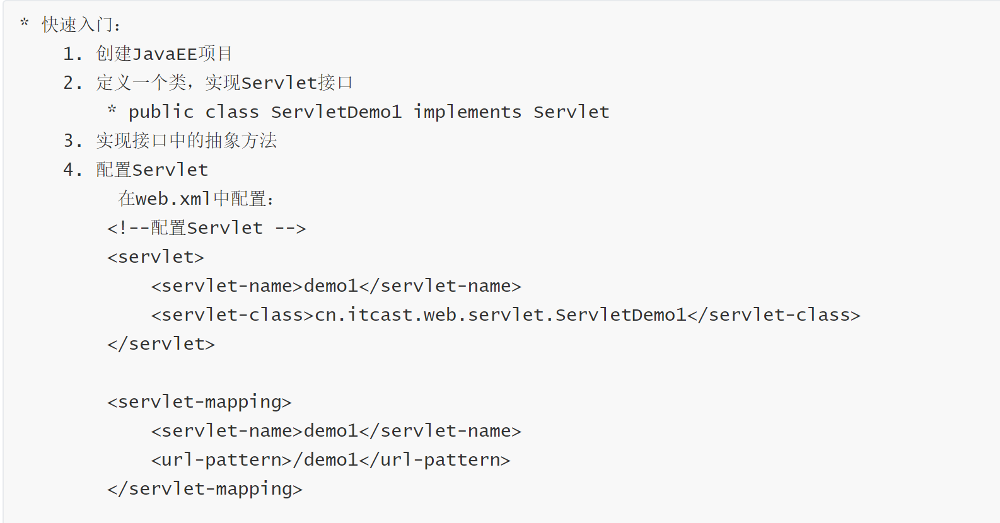 * 快速入门：
1. 创建JavaEE项目
2. 定义一个类，实现Servlet接口
* public class ServletDemo1 implements Servlet
3. 实现接口中的抽象方法
4. 配置Servlet
在web.xml中配置：
<!--配置Servlet -->
<servlet>
<servlet-name>demo1</servlet-name>
<servlet-class>cn.itcast.web.servlet.ServletDemo1</servlet-class>
</servlet>
<servlet-mapping>
<servlet-name>demo1</servlet-name>
<url-pattern>/demo1</url-pattern>
</servlet-mapping>